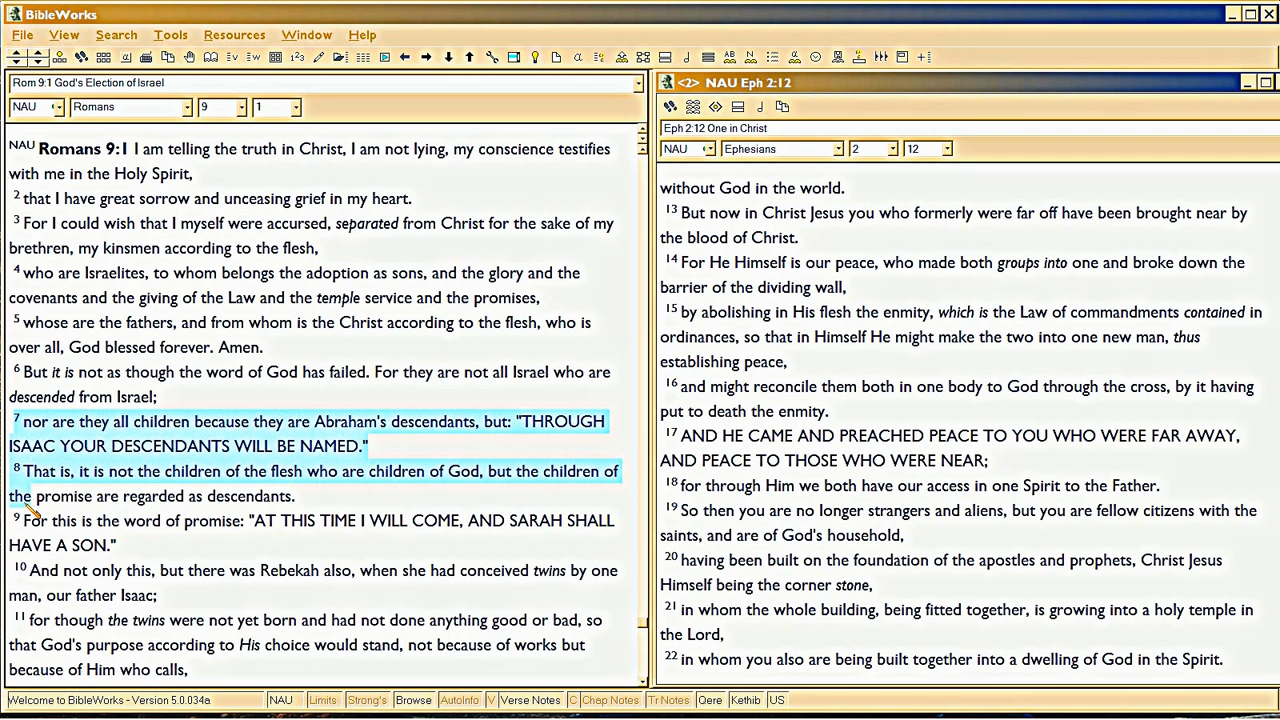 BibleWorks
File View Search Tools Resources Window Help
Rom 9:1 God's Election of Israel
NAU Romans 9 1
NAU Romans 9:1 I am telling the truth in Christ, I am not lying, my conscience testifies
with me in the Holy Spirit,
2 that I have great sorrow and unceasing grief in my heart.
3 For I could wish that I myself were accursed, separated from Christ for the sake of my
brethren, my kinsmen according to the flesh,
4 who are Israelites, to whom belongs the adoption as sons, and the glory and the
covenants and the giving of the Law and the temple service and the promises,
5 whose are the fathers, and from whom is the Christ according to the flesh, who is
over all, God blessed forever. Amen.
6 But it is not as though the word of God has failed. For they are not all Israel who are
descended from Israel;
7 nor are they all children because they are Abraham's descendants, but: "THROUGH
ISAAC YOUR DESCENDANTS WILL BE NAMED."
8 That is, it is not the children of the flesh who are children of God, but the children of
the promise are regarded as descendants.
9 For this is the word of promise: "AT THIS TIME I WILL COME, AND SARAH SHALL
HAVE A SON."
10 And not only this, but there was Rebekah also, when she had conceived twins by one
man, our father Isaac;
11 for though the twins were not yet born and had not done anything good or bad, so
that God's purpose according to His choice would stand, not because of works but
because of Him who calls,
<2> NAU Eph 2:12
Eph 2:12 One in Christ
NAU Ephesians 2 12
without God in the world.
13 But now in Christ Jesus you who formerly were far off have been brought near by
the blood of Christ.
14 For He Himself is our peace, who made both groups into one and broke down the
barrier of the dividing wall,
15 by abolishing in His flesh the enmity, which is the Law of commandments contained in
ordinances, so that in Himself He might make the two into one new man, thus
establishing peace,
16 and might reconcile them both in one body to God through the cross, by it having
put to death the enmity.
17 AND HE CAME AND PREACHED PEACE TO YOU WHO WERE FAR AWAY,
AND PEACE TO THOSE WHO WERE NEAR;
18 for through Him we both have our access in one Spirit to the Father.
19 So then you are no longer strangers and aliens, but you are fellow citizens with the
saints, and are of God's household,
20 having been built on the foundation of the apostles and prophets, Christ Jesus
Himself being the corner stone,
21 in whom the whole building, being fitted together, is growing into a holy temple in
the Lord,
22 in whom you also are being built together into a dwelling of God in the Spirit.
Welcome to BibleWorks - Version 5.0.034a NAU Limits Strong's Browse AutoInfo V Verse Notes C Chap Notes Tr Notes Qere Kethib US